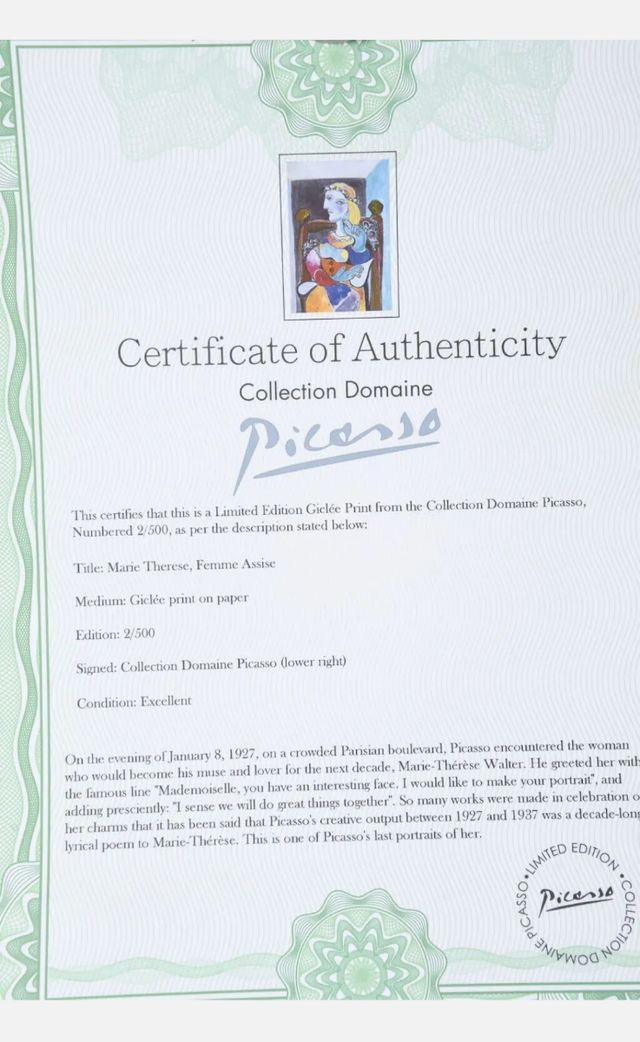 Certificate of Authenticity
Collection Domaine
Picasso
This certifies that this is a Limited Edition Giclée Print from the Collection Domaine Picasso,
Numbered 2/500, as per the description stated below:
Title: Marie Therese, Femme Assise
Medium: Giclée print on paper
Edition: 2/500
Signed: Collection Domaine Picasso (lower right)
Condition: Excellent
On the evening of January 8, 1927, on a crowded Parisian boulevard, Picasso encountered the woman
who would become his muse and lover for the next decade, Marie-Thérèse Walter. He greeted her with
the famous line "Mademoiselle, you have an interesting face, I would like to make your portrait", and
adding presciently: "I sense we will do great things together". So many works were made in celebration o
her charms that it has been said that Picasso's creative output between 1927 and 1937 was a decade-long
lyrical poem to Marie-Thérèse. This is one of Picasso's last portraits of her.
•LIMITED EDITION•COLLECTION DOMAINE PICASSO
Picasso